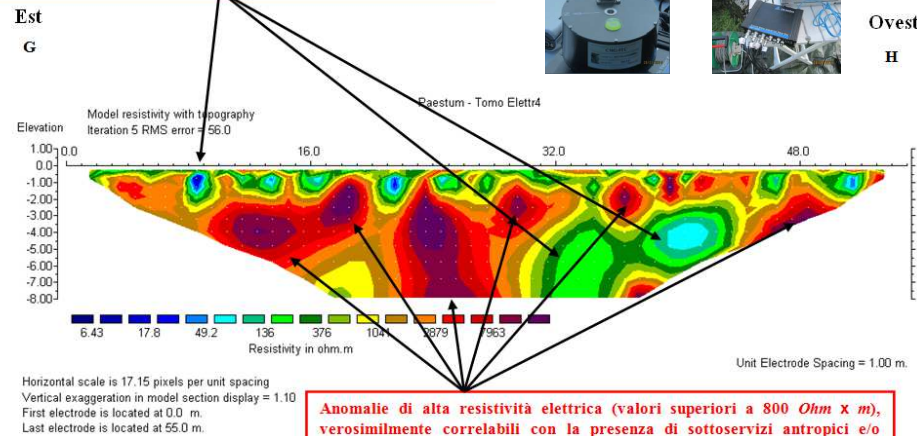 Est
Ovest
G
H
Paestum - Tomo Elettr4
Model resistivity with topography
Elevation
Iteration 5 RMS error = 56.0
1.00
0.0
16.0
32.0
48.0
0.0
-1.00
-2.00
-3.00
-4.00
-5.00
-6.00
-7.00
-8.00
6.43 17.8 49.2 136 376 1041 2879 7963
Resistivity in ohm.m
Unit Electrode Spacing = 1.00 m.
Horizontal scale is 17.15 pixels per unit spacing
Vertical exaggeration in model section display = 1.10
First electrode is located at 0.0 m.
Last electrode is located at 55.0 m.
Anomalie di alta resistività elettrica (valori superiori a 800 Ohm x m),
verosimilmente correlabili con la presenza di sottoservizi antropici e/o